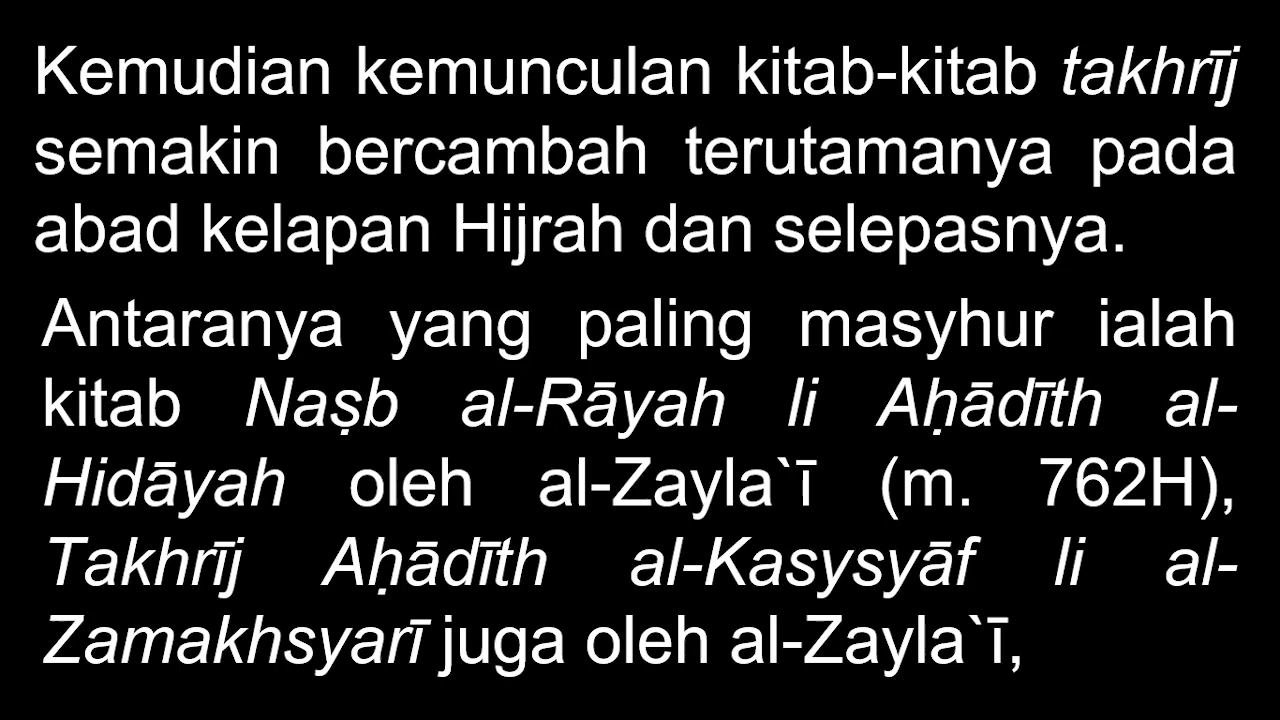 Kemudian kemunculan kitab-kitab takhrīj
semakin bercambah terutamanya pada
abad kelapan Hijrah dan selepasnya.
Antaranya yang paling masyhur ialah
kitab Naṣb al-Rāyah li Aḥādīth al-
Hidāyah oleh al-Zayla`ī (m. 762H),
Takhrīj Aḥādīth al-Kasysyāf li al-
Zamakhsyarī juga oleh al-Zayla`ī,